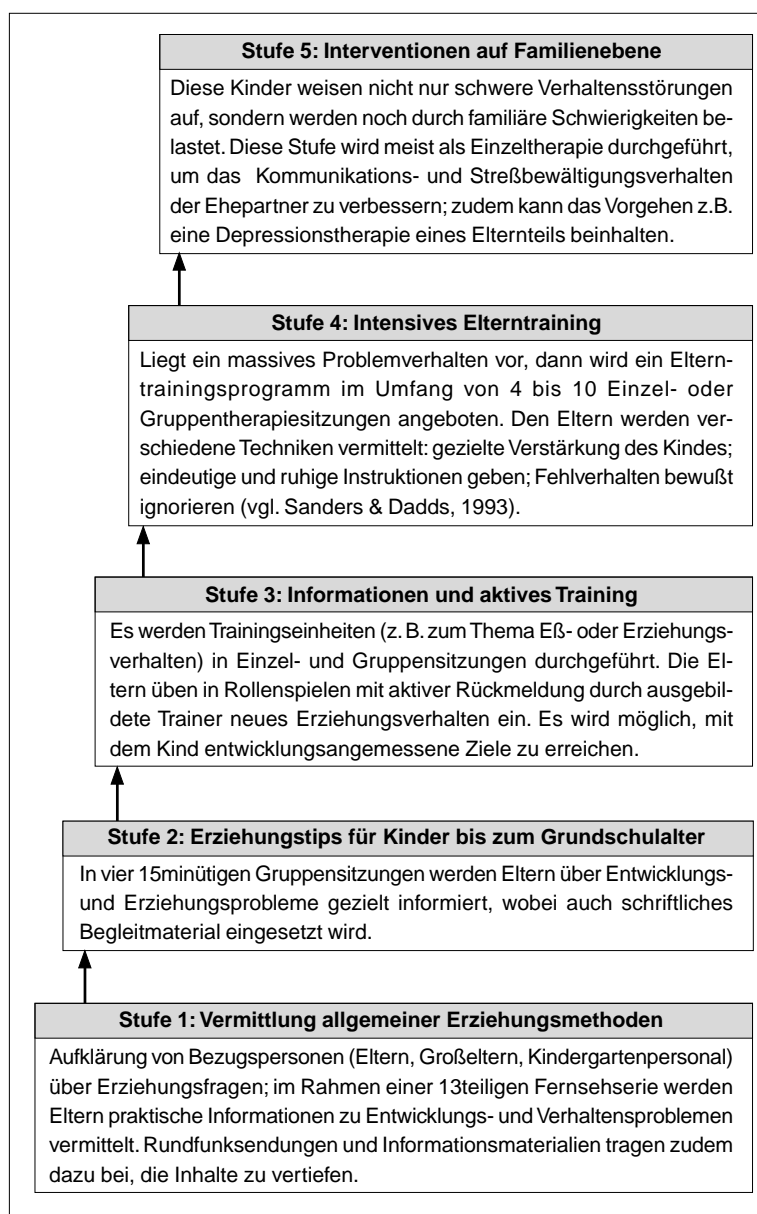 Stufe 5: Interventionen auf Familienebene
Diese Kinder weisen nicht nur schwere Verhaltensstörungen
auf, sondern werden noch durch familiäre Schwierigkeiten be-
lastet. Diese Stufe wird meist als Einzeltherapie durchgeführt,
um das Kommunikations- und Streßbewältigungsverhalten
der Ehepartner zu verbessern; zudem kann das Vorgehen z.B.
eine Depressionstherapie eines Elternteils beinhalten.
Stufe 4: Intensives Elterntraining
Liegt ein massives Problemverhalten vor, dann wird ein Eltern-
trainingsprogramm im Umfang von 4 bis 10 Einzel- oder
Gruppentherapiesitzungen angeboten. Den Eltern werden ver-
schiedene Techniken vermittelt: gezielte Verstärkung des Kindes;
eindeutige und ruhige Instruktionen geben; Fehlverhalten bewußt
ignorieren (vgl. Sanders & Dadds, 1993).
Stufe 3: Informationen und aktives Training
Es werden Trainingseinheiten (z. B. zum Thema Eß- oder Erziehungs-
verhalten) in Einzel- und Gruppensitzungen durchgeführt. Die El-
tern üben in Rollenspielen mit aktiver Rückmeldung durch ausgebil-
dete Trainer neues Erziehungsverhalten ein. Es wird möglich, mit
dem Kind entwicklungsangemessene Ziele zu erreichen.
Stufe 2: Erziehungstips für Kinder bis zum Grundschulalter
In vier 15minütigen Gruppensitzungen werden Eltern über Entwicklungs-
und Erziehungsprobleme gezielt informiert, wobei auch schriftliches
Begleitmaterial eingesetzt wird.
Stufe 1: Vermittlung allgemeiner Erziehungsmethoden
Aufklärung von Bezugspersonen (Eltern, Großeltern, Kindergartenpersonal)
über Erziehungsfragen; im Rahmen einer 13teiligen Fernsehserie werden
Eltern praktische Informationen zu Entwicklungs- und Verhaltensproblemen
vermittelt. Rundfunksendungen und Informationsmaterialien tragen zudem
dazu bei, die Inhalte zu vertiefen.